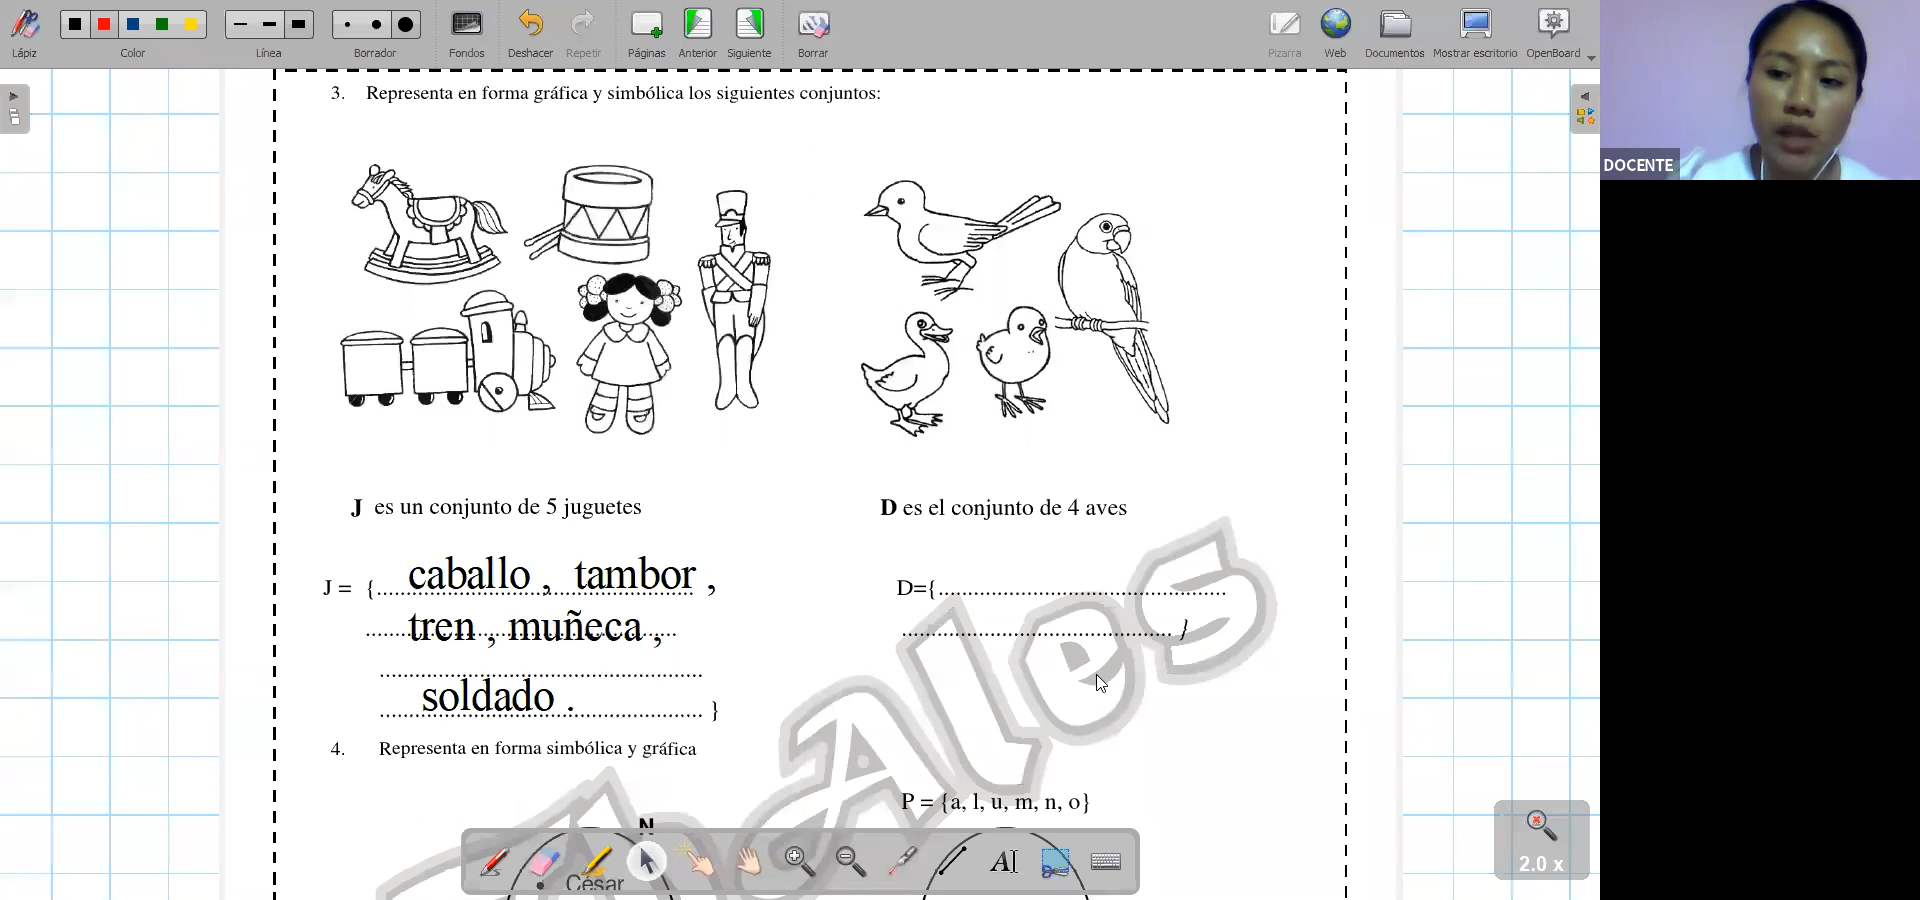 Lápiz
Color
Línea
Borrador
Fondos
Deshacer
Repetir
Páginas
Anterior
Siguiente
Borrar
Pizarra
Web
Documentos
Mostrar escritorio
OpenBoard
DOCENTE
3. Representa en forma gráfica y simbólica los siguientes conjuntos:
J es un conjunto de 5 juguetes
D es el conjunto de 4 aves
J = {caballo , tambor ,
tren , muñeca ,
soldado . }
D={..................................................
............................................... }
4. Representa en forma simbólica y gráfica
P = {a, l, u, m, n, o}
N
César
AI
2.0 x